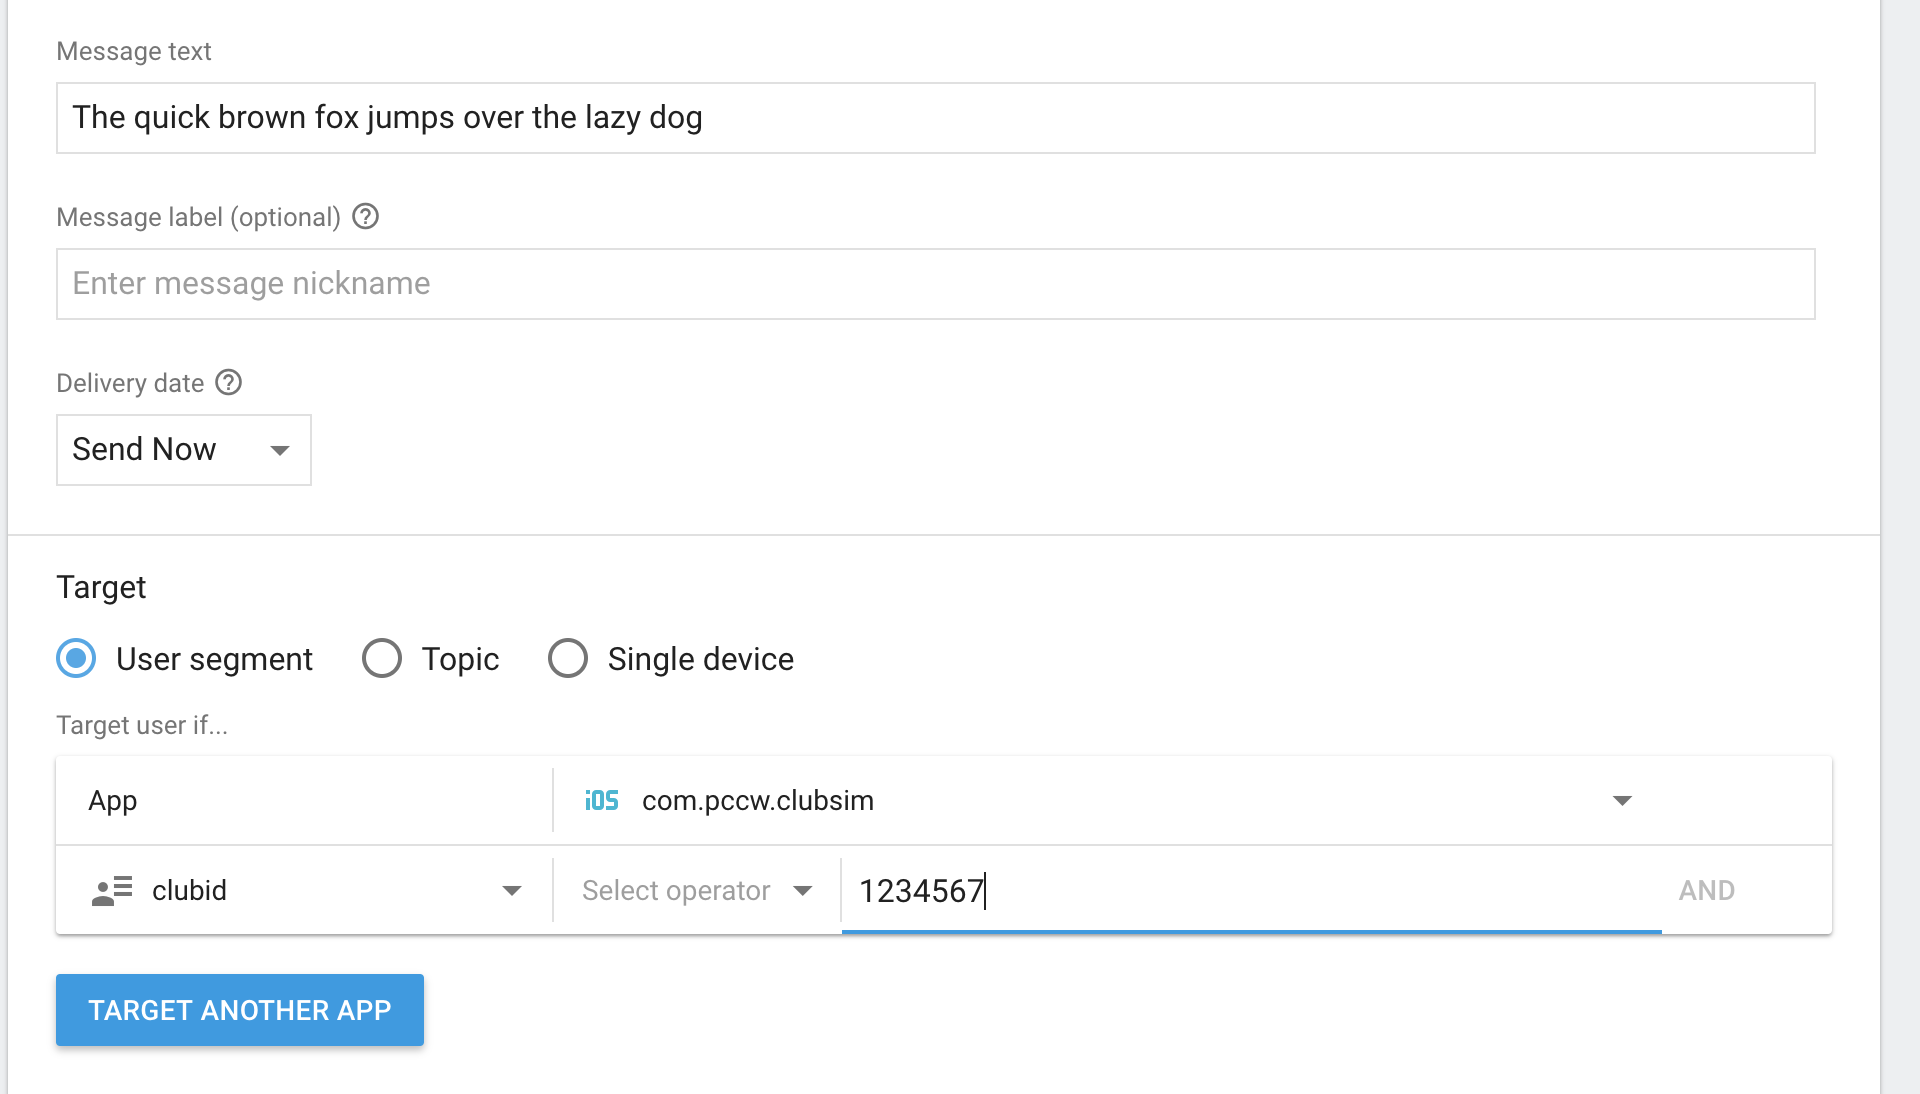 Message text
The quick brown fox jumps over the lazy dog
Message label (optional) ?
Enter message nickname
Delivery date ?
Send Now
Target
User segment Topic Single device
Target user if...
App iOS com.pccw.clubsim
clubid Select operator 1234567 AND
TARGET ANOTHER APP